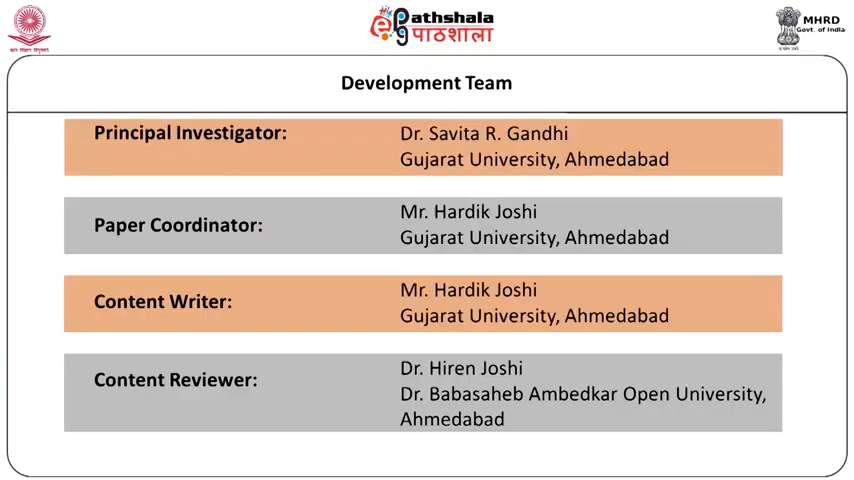 ePathshala
पाठशाला
MHRD
Govt. of India
Development Team
Principal Investigator:
Dr. Savita R. Gandhi
Gujarat University, Ahmedabad
Paper Coordinator:
Mr. Hardik Joshi
Gujarat University, Ahmedabad
Content Writer:
Mr. Hardik Joshi
Gujarat University, Ahmedabad
Content Reviewer:
Dr. Hiren Joshi
Dr. Babasaheb Ambedkar Open University,
Ahmedabad